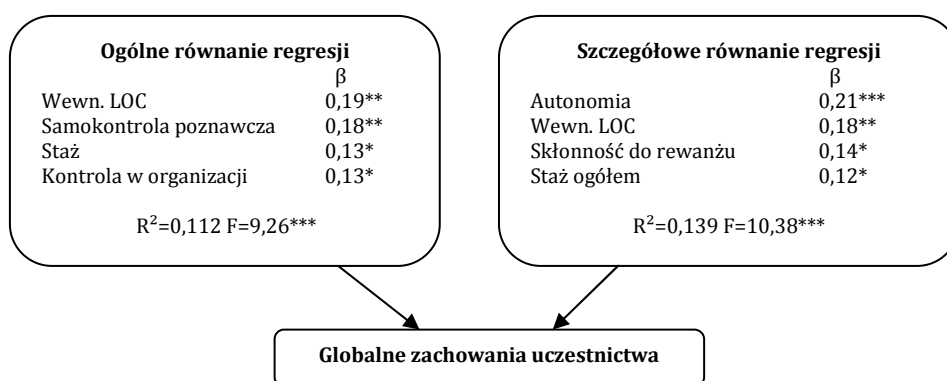 Ogólne równanie regresji
β
Wewn. LOC 0,19**
Samokontrola poznawcza 0,18**
Staż 0,13*
Kontrola w organizacji 0,13*
R²=0,112 F=9,26***
Szczegółowe równanie regresji
β
Autonomia 0,21***
Wewn. LOC 0,18**
Skłonność do rewanżu 0,14*
Staż ogółem 0,12*
R²=0,139 F=10,38***
Globalne zachowania uczestnictwa